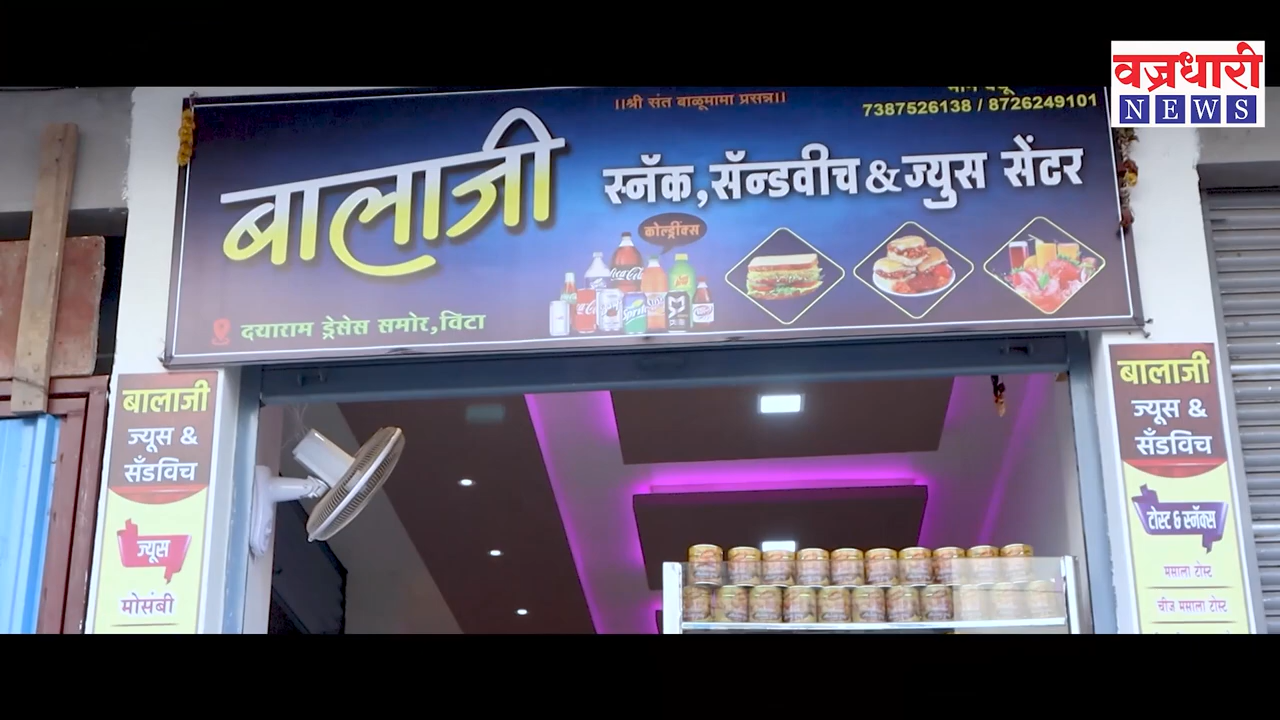 वज्रधारी
NEWS
।।श्री संत बाळूमामा प्रसन्न।।
7387526138 / 8726249101
बालाजी
स्नॅक,सॅन्डवीच & ज्युस सेंटर
कोल्ड्रींक्स
दयाराम ड्रेसेस समोर,विटा
बालाजी
ज्यूस &
सँडविच
ज्यूस
मोसंबी
बालाजी
ज्यूस &
सँडविच
टोस्ट & स्नॅक्स
मसाला टोस्ट
चीज मसाला टोस्ट